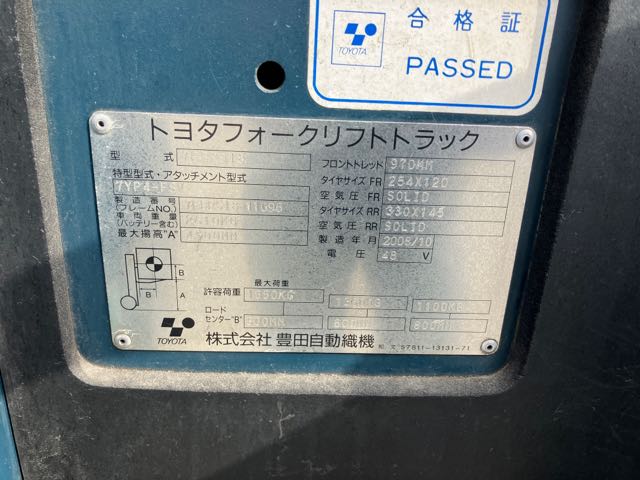 TOYOTA
合格証
PASSED
トヨタフォークリフトトラック
型式
特型型式・アタッチメント型式
7YP4-FS
製造番号
(フレームNO.)
11696
車両重量
(バッテリー含む)
最大揚高"A"
フロントトレッド 970MM
タイヤサイズ FR 254X120
空気圧 FR SOLID
タイヤサイズ RR 330X145
空気圧 RR SOLID
製造年月 2008/10
電圧 48 V
B
B
A
最大荷重
許容荷重 1100KG
ロード
センター"B"
TOYOTA
株式会社 豊田自動織機
57611-13131-71